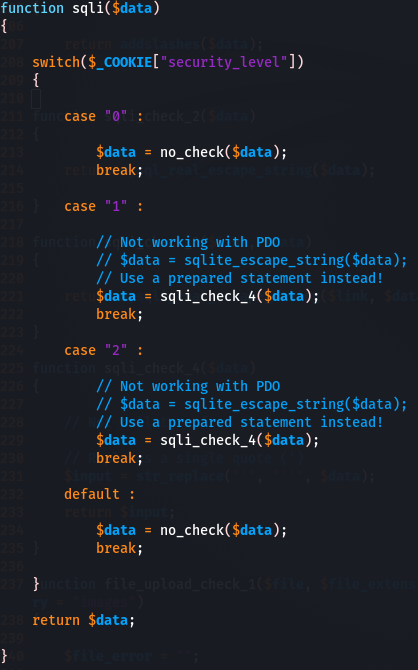 function sqli($data)
{
switch($_COOKIE["security_level"])
{
case "0" :
$data = no_check($data);
break;
case "1" :
// Not working with PDO
// $data = sqlite_escape_string($data);
// Use a prepared statement instead!
$data = sqli_check_4($data);
break;
case "2" :
// Not working with PDO
// $data = sqlite_escape_string($data);
// Use a prepared statement instead!
$data = sqli_check_4($data);
break;
default :
$data = no_check($data);
break;
}
return $data;
}